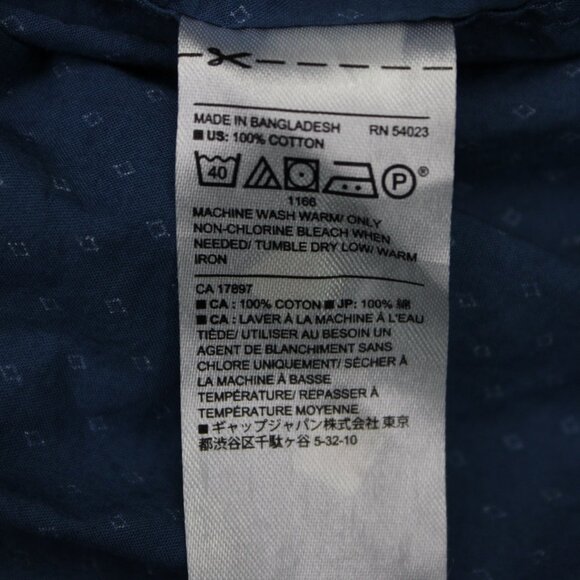 MADE IN BANGLADESH RN 54023
■ US: 100% COTTON
40 P ®
1166
MACHINE WASH WARM/ ONLY
NON-CHLORINE BLEACH WHEN
NEEDED/ TUMBLE DRY LOW/ WARM
IRON
CA 17897
■ CA : 100% COTON ■ JP: 100% 綿
■ CA : LAVER À LA MACHINE À L'EAU
TIÈDE/ UTILISER AU BESOIN UN
AGENT DE BLANCHIMENT SANS
CHLORE UNIQUEMENT/ SÉCHER À
LA MACHINE À BASSE
TEMPÉRATURE/ REPASSER À
TEMPÉRATURE MOYENNE
■ ギャップジャパン株式会社 東京
都渋谷区千駄ヶ谷 5-32-10